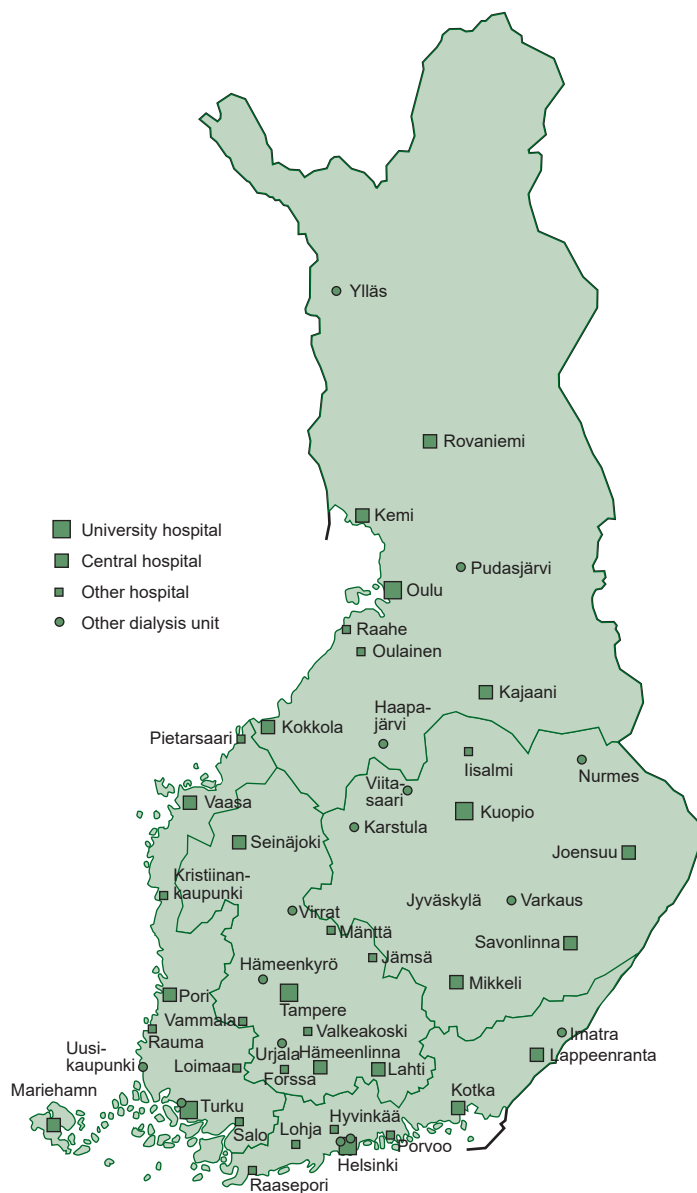 Ylläs
Rovaniemi
Kemi
University hospital
Central hospital
Other hospital
Other dialysis unit
Pudasjärvi
Oulu
Raahe
Oulainen
Kajaani
Haapa-
järvi
Kokkola
Pietarsaari
Iisalmi
Nurmes
Viita-
saari
Vaasa
Kuopio
Karstula
Seinäjoki
Joensuu
Kristiinan-
kaupunki
Jyväskylä
Varkaus
Virrat
Mänttä
Savonlinna
Jämsä
Hämeenkyrö
Mikkeli
Pori
Tampere
Vammala
Valkeakoski
Rauma
Imatra
Uusi-
kaupunki
Urjala
Hämeenlinna
Lappeenranta
Loimaa
Forssa
Lahti
Mariehamn
Turku
Kotka
Salo
Lohja
Hyvinkää
Porvoo
Helsinki
Raasepori